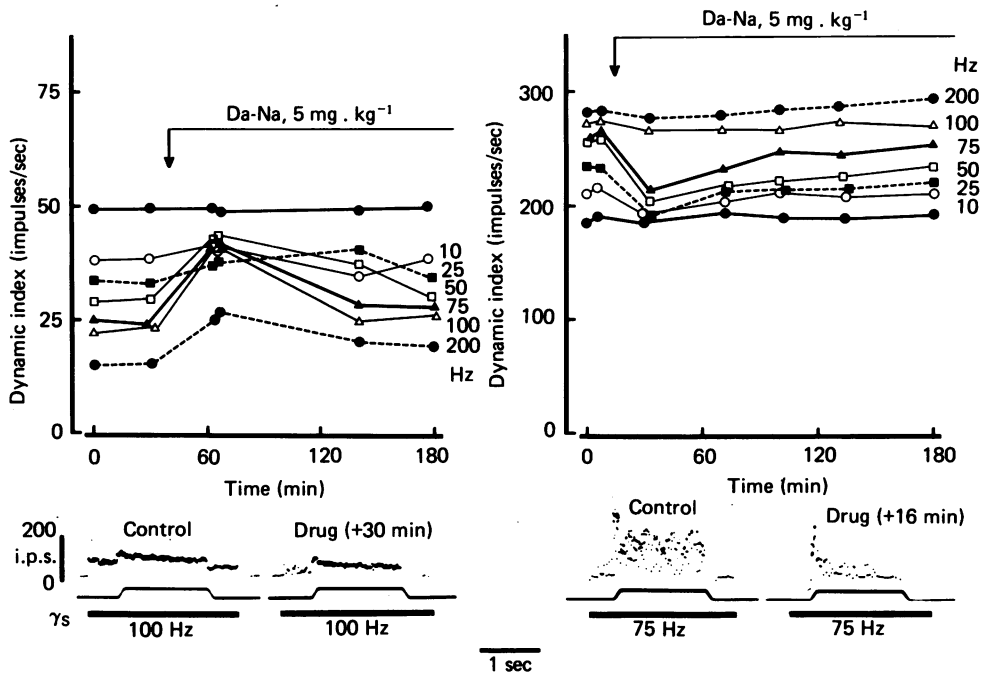 Da-Na, 5 mg . kg⁻¹
75
50
25
0
Dynamic index (impulses/sec)
10
25
50
75
100
200
Hz
0
60
120
180
Time (min)
Da-Na, 5 mg . kg⁻¹
300
200
100
0
Dynamic index (impulses/sec)
Hz
200
100
75
50
25
10
0
60
120
180
Time (min)
200
i.p.s.
0
Control
Drug (+30 min)
γs
100 Hz
100 Hz
Control
Drug (+16 min)
75 Hz
75 Hz
1 sec